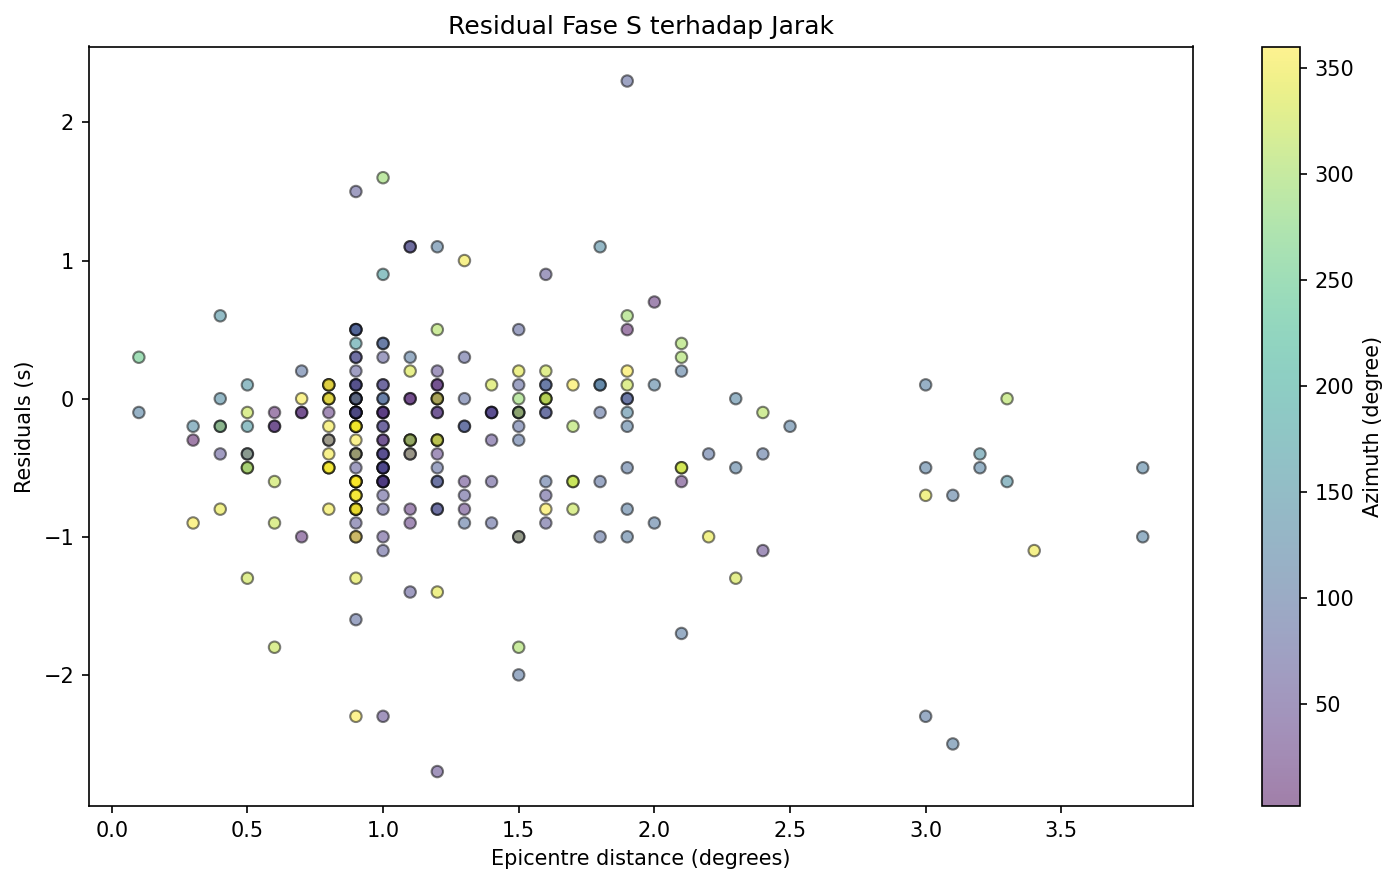 Residual Fase S terhadap Jarak
Residuals (s)
2
1
0
−1
−2
0.0 0.5 1.0 1.5 2.0 2.5 3.0 3.5
Epicentre distance (degrees)
350
300
250
200
150
100
50
Azimuth (degree)